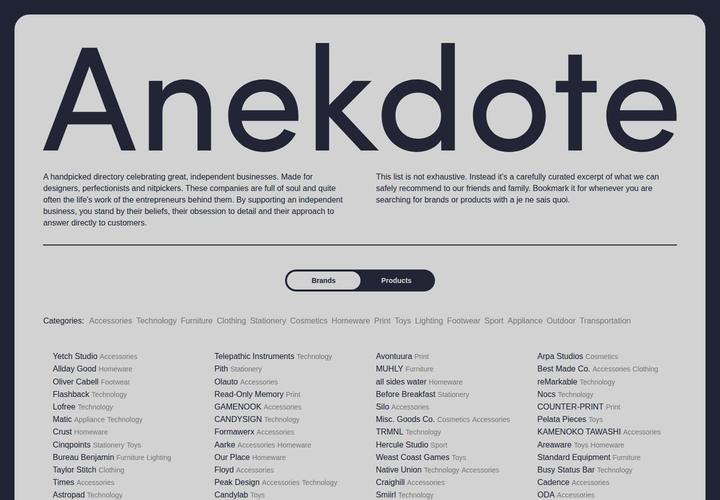 Anekdote
A handpicked directory celebrating great, independent businesses. Made for
designers, perfectionists and nitpickers. These companies are full of soul and quite
often the life's work of the entrepreneurs behind them. By supporting an independent
business, you stand by their beliefs, their obsession to detail and their approach to
answer directly to customers.
This list is not exhaustive. Instead it's a carefully curated excerpt of what we can
safely recommend to our friends and family. Bookmark it for whenever you are
searching for brands or products with a je ne sais quoi.
Brands Products
Categories: Accessories Technology Furniture Clothing Stationery Cosmetics Homeware Print Toys Lighting Footwear Sport Appliance Outdoor Transportation
Yetch Studio Accessories
Allday Good Homeware
Oliver Cabell Footwear
Flashback Technology
Lofree Technology
Matic Appliance Technology
Crust Homeware
Cinqpoints Stationery Toys
Bureau Benjamin Furniture Lighting
Taylor Stitch Clothing
Times Accessories
Astropad Technology
Telepathic Instruments Technology
Pith Stationery
Olauto Accessories
Read-Only Memory Print
GAMENOOK Accessories
CANDYSIGN Technology
Formawerx Accessories
Aarke Accessories Homeware
Our Place Homeware
Floyd Accessories
Peak Design Accessories Technology
Candylab Toys
Avontuura Print
MUHLY Furniture
all sides water Homeware
Before Breakfast Stationery
Silo Accessories
Misc. Goods Co. Cosmetics Accessories
TRMNL Technology
Hercule Studio Sport
Weast Coast Games Toys
Native Union Technology Accessories
Craighill Accessories
Smiirl Technology
Arpa Studios Cosmetics
Best Made Co. Accessories Clothing
reMarkable Technology
Nocs Technology
COUNTER-PRINT Print
Pelata Pieces Toys
KAMENOKO TAWASHI Accessories
Areaware Toys Homeware
Standard Equipment Furniture
Busy Status Bar Technology
Cadence Accessories
ODA Accessories